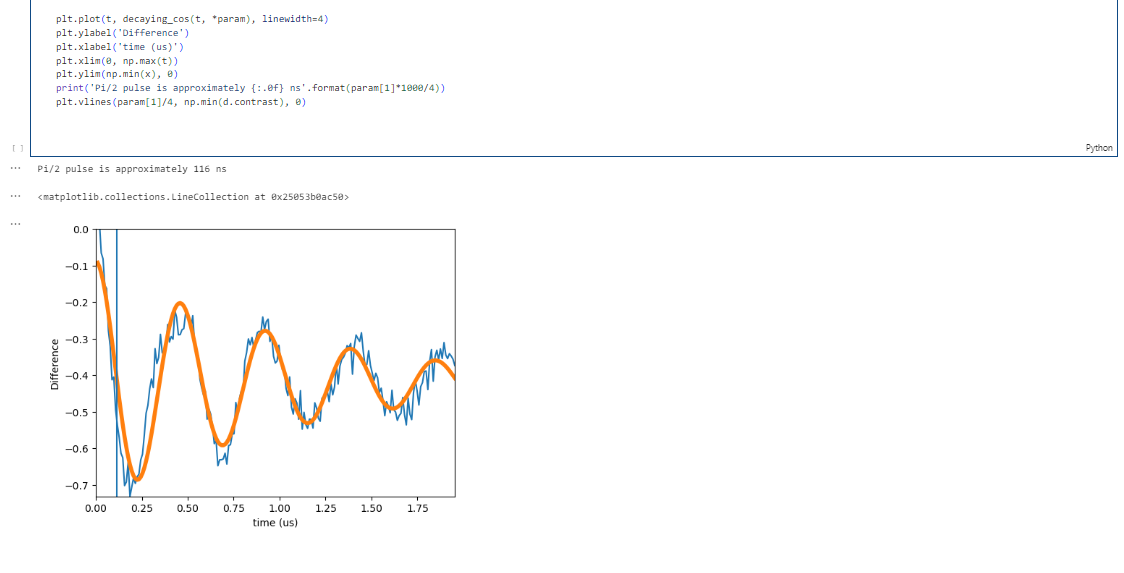 plt.plot(t, decaying_cos(t, *param), linewidth=4)
plt.ylabel('Difference')
plt.xlabel('time (us)')
plt.xlim(0, np.max(t))
plt.ylim(np.min(x), 0)
print('Pi/2 pulse is approximately {:.0f} ns'.format(param[1]*1000/4))
plt.vlines(param[1]/4, np.min(d.contrast), 0)
[ ]
Python
... Pi/2 pulse is approximately 116 ns
... <matplotlib.collections.LineCollection at 0x25053b0ac50>
...
0.0
−0.1
−0.2
−0.3
−0.4
−0.5
−0.6
−0.7
Difference
0.00 0.25 0.50 0.75 1.00 1.25 1.50 1.75
time (us)